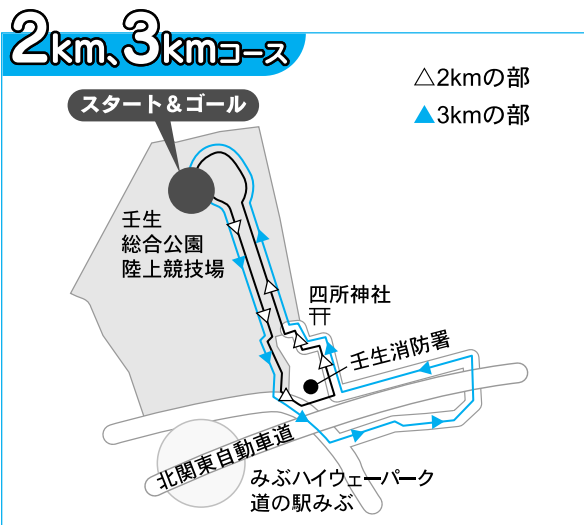 2km、3kmコース
△2kmの部
▲3kmの部
スタート＆ゴール
壬生
総合公園
陸上競技場
四所神社
壬生消防署
北関東自動車道
みぶハイウェーパーク
道の駅みぶ